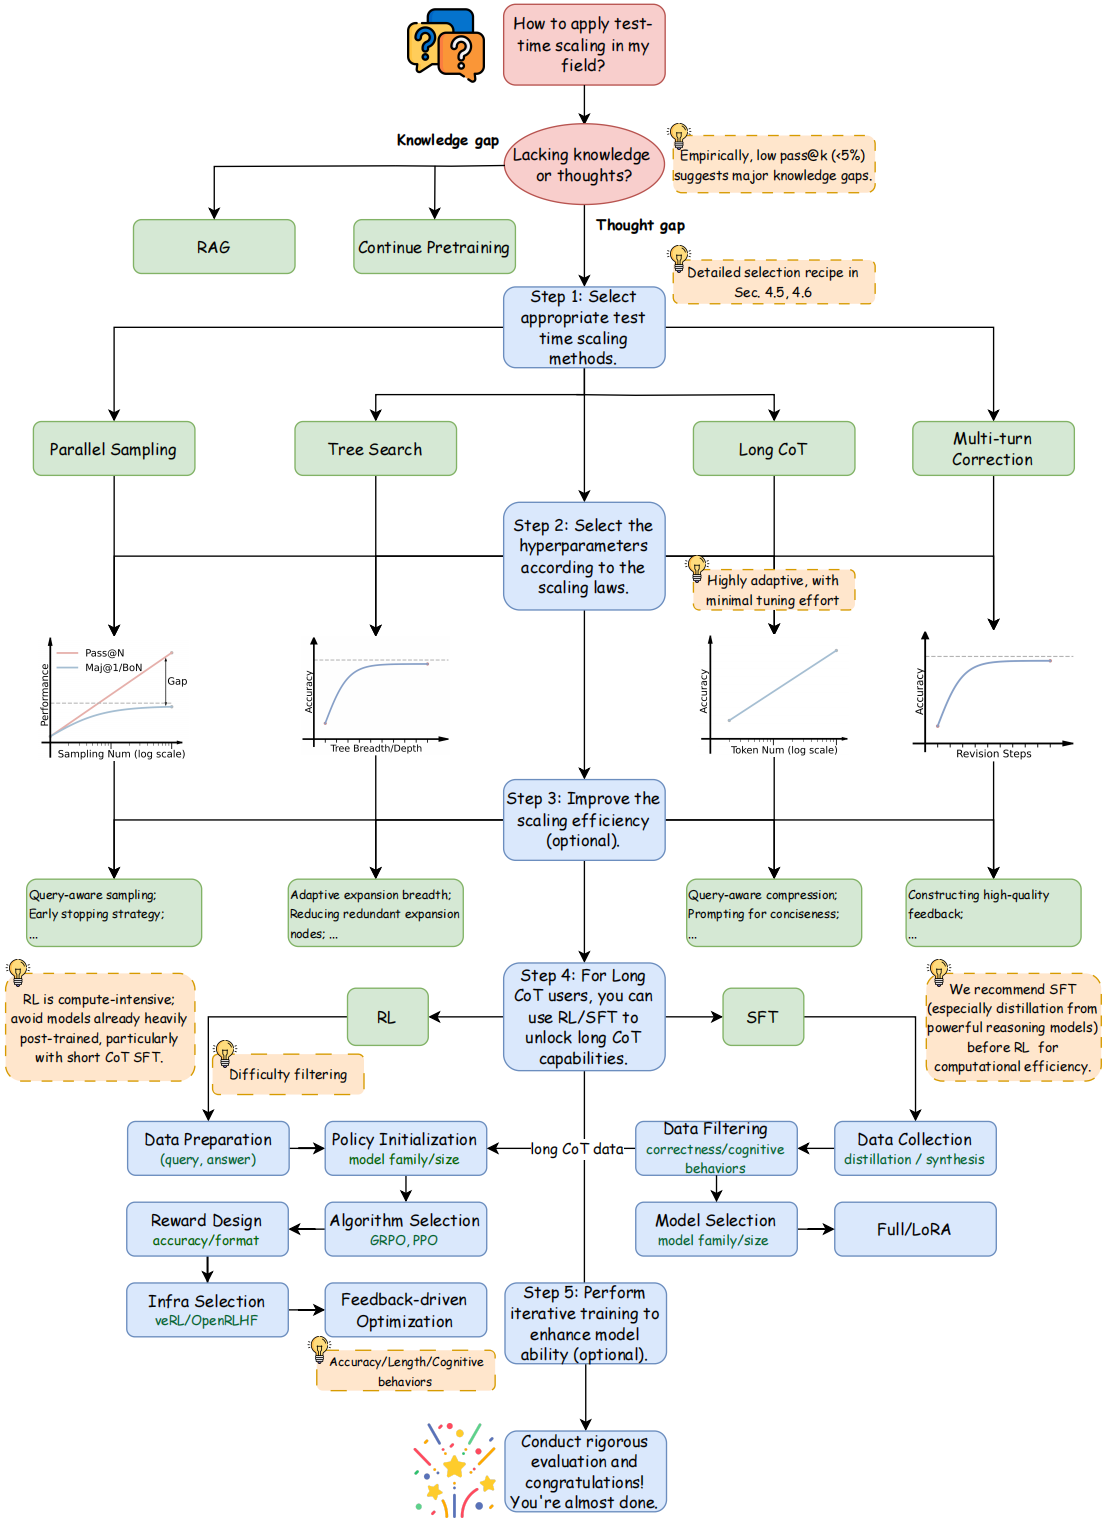 How to apply test-
time scaling in my
field?
Knowledge gap
Lacking knowledge
or thoughts?
Empirically, low pass@k (<5%)
suggests major knowledge gaps.
RAG
Continue Pretraining
Thought gap
Detailed selection recipe in
Sec. 4.5, 4.6
Step 1: Select
appropriate test
time scaling
methods.
Parallel Sampling
Tree Search
Long CoT
Multi-turn
Correction
Step 2: Select the
hyperparameters
according to the
scaling laws.
Highly adaptive, with
minimal tuning effort
Performance
Pass@N
Maj@1/BoN
Gap
Sampling Num (log scale)
Accuracy
Tree Breadth/Depth
Accuracy
Token Num (log scale)
Accuracy
Revision Steps
Step 3: Improve the
scaling efficiency
(optional).
Query-aware sampling;
Early stopping strategy;
...
Adaptive expansion breadth;
Reducing redundant expansion
nodes; ...
Query-aware compression;
Prompting for conciseness;
...
Constructing high-quality
feedback;
...
RL is compute-intensive;
avoid models already heavily
post-trained, particularly
with short CoT SFT.
RL
Step 4: For Long
CoT users, you can
use RL/SFT to
unlock long CoT
capabilities.
SFT
We recommend SFT
(especially distillation from
powerful reasoning models)
before RL for
computational efficiency.
Difficulty filtering
Data Preparation
(query, answer)
Policy Initialization
model family/size
long CoT data
Data Filtering
correctness/cognitive
behaviors
Data Collection
distillation / synthesis
Reward Design
accuracy/format
Algorithm Selection
GRPO, PPO
Model Selection
model family/size
Full/LoRA
Infra Selection
veRL/OpenRLHF
Feedback-driven
Optimization
Step 5: Perform
iterative training to
enhance model
ability (optional).
Accuracy/Length/Cognitive
behaviors
Conduct rigorous
evaluation and
congratulations!
You're almost done.